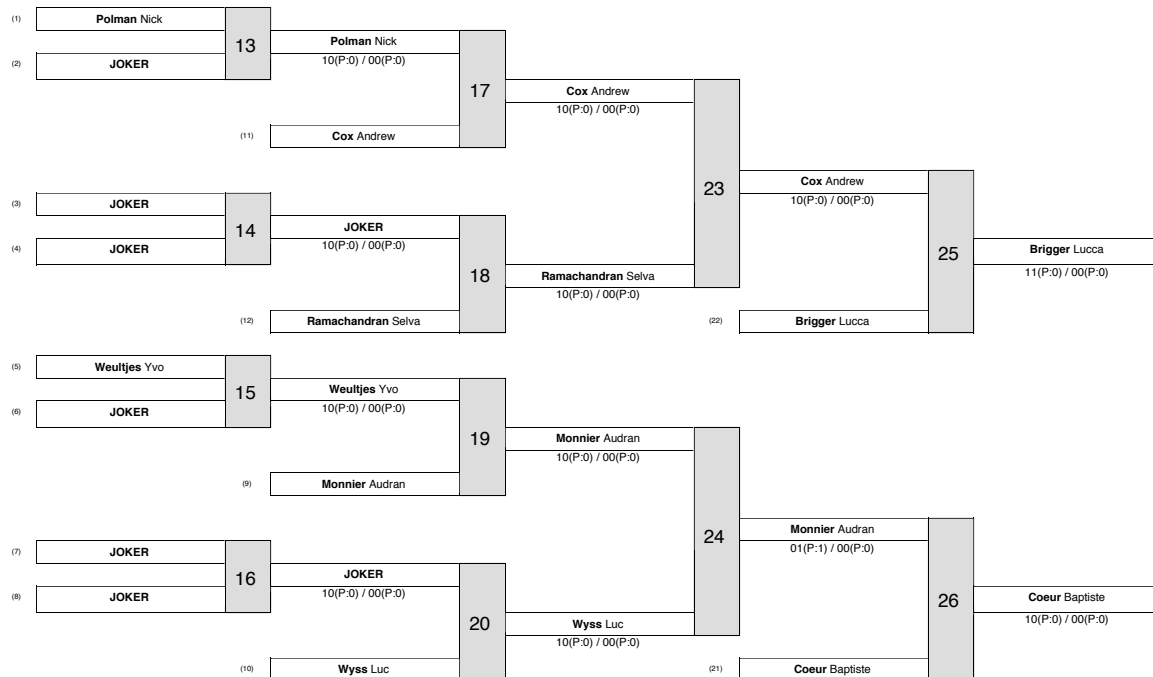 (1) Polman Nick
13
Polman Nick
10(P:0) / 00(P:0)
(2) JOKER
17
Cox Andrew
10(P:0) / 00(P:0)
(11) Cox Andrew
23
Cox Andrew
10(P:0) / 00(P:0)
(3) JOKER
14
JOKER
10(P:0) / 00(P:0)
(4) JOKER
18
Ramachandran Selva
10(P:0) / 00(P:0)
(12) Ramachandran Selva
25
Brigger Lucca
11(P:0) / 00(P:0)
(22) Brigger Lucca
(5) Weultjes Yvo
15
Weultjes Yvo
10(P:0) / 00(P:0)
(6) JOKER
19
Monnier Audran
10(P:0) / 00(P:0)
(9) Monnier Audran
24
Monnier Audran
01(P:1) / 00(P:0)
(7) JOKER
16
JOKER
10(P:0) / 00(P:0)
(8) JOKER
20
Wyss Luc
10(P:0) / 00(P:0)
(10) Wyss Luc
26
Coeur Baptiste
10(P:0) / 00(P:0)
(21) Coeur Baptiste